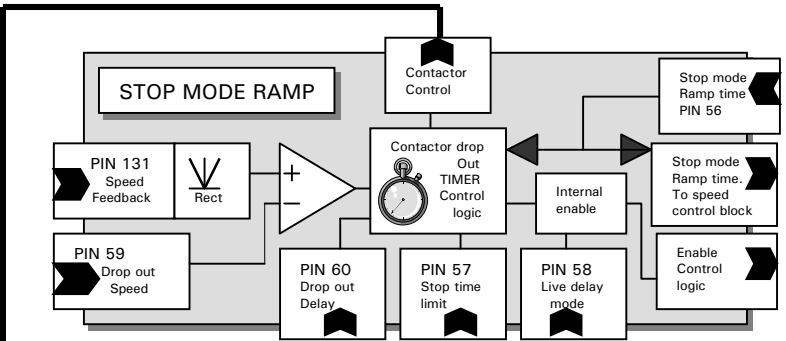 Contactor
Control
STOP MODE RAMP
Stop mode
Ramp time
PIN 56
PIN 131
Speed
Feedback
Rect
+
−
Contactor drop
Out
TIMER
Control
logic
Stop mode
Ramp time.
To speed
control block
Internal
enable
PIN 59
Drop out
Speed
PIN 60
Drop out
Delay
PIN 57
Stop time
limit
PIN 58
Live delay
mode
Enable
Control
logic